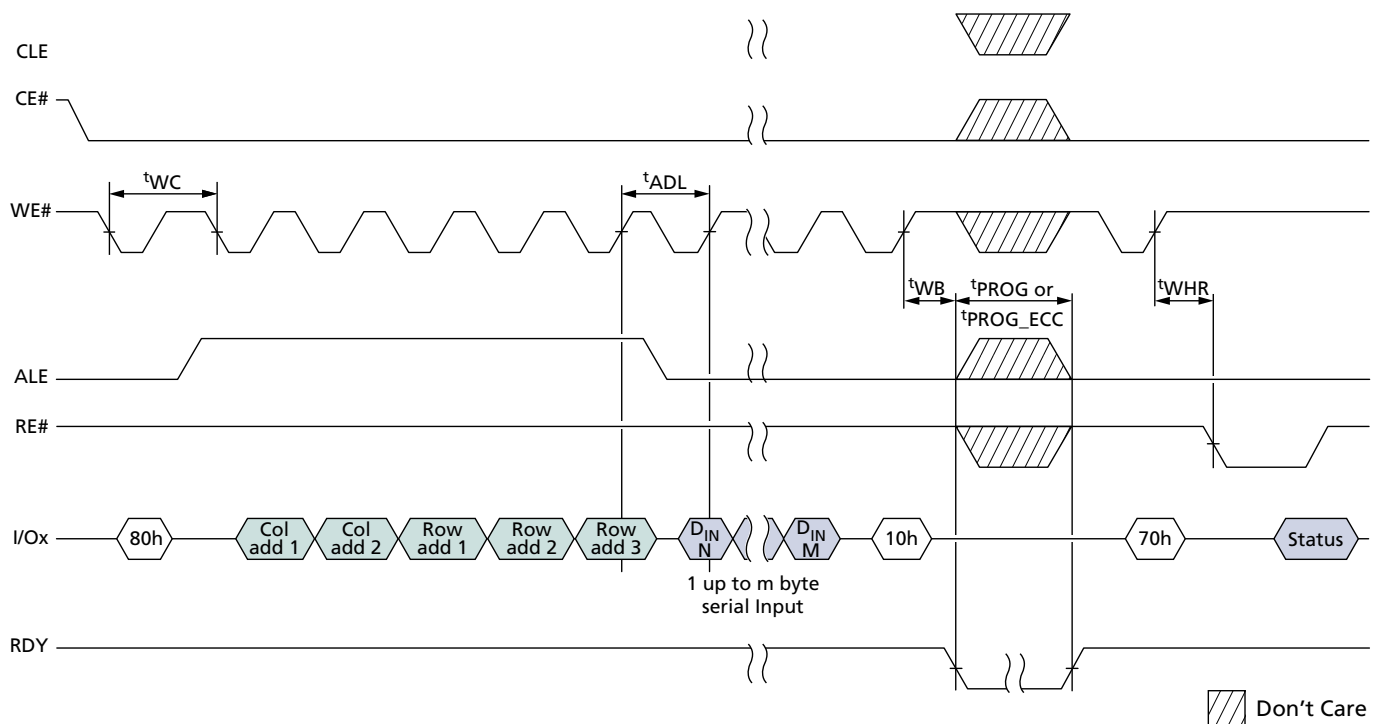 CLE
CE#
tWC
tADL
WE#
tWB
tPROG or
tPROG_ECC
tWHR
ALE
RE#
I/Ox
80h
Col
add 1
Col
add 2
Row
add 1
Row
add 2
Row
add 3
DIN
N
DIN
M
10h
70h
Status
1 up to m byte
serial Input
RDY
Don't Care